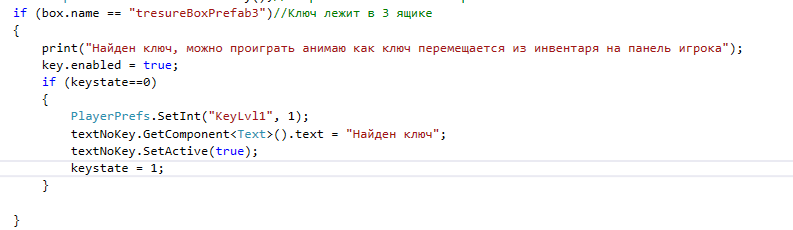 if (box.name == "tresureBoxPrefab3")//Ключ лежит в 3 ящике
{
print("Найден ключ, можно проиграть анимаю как ключ перемещается из инвентаря на панель игрока");
key.enabled = true;
if (keystate==0)
{
PlayerPrefs.SetInt("KeyLvl1", 1);
textNoKey.GetComponent<Text>().text = "Найден ключ";
textNoKey.SetActive(true);
keystate = 1;
}
}